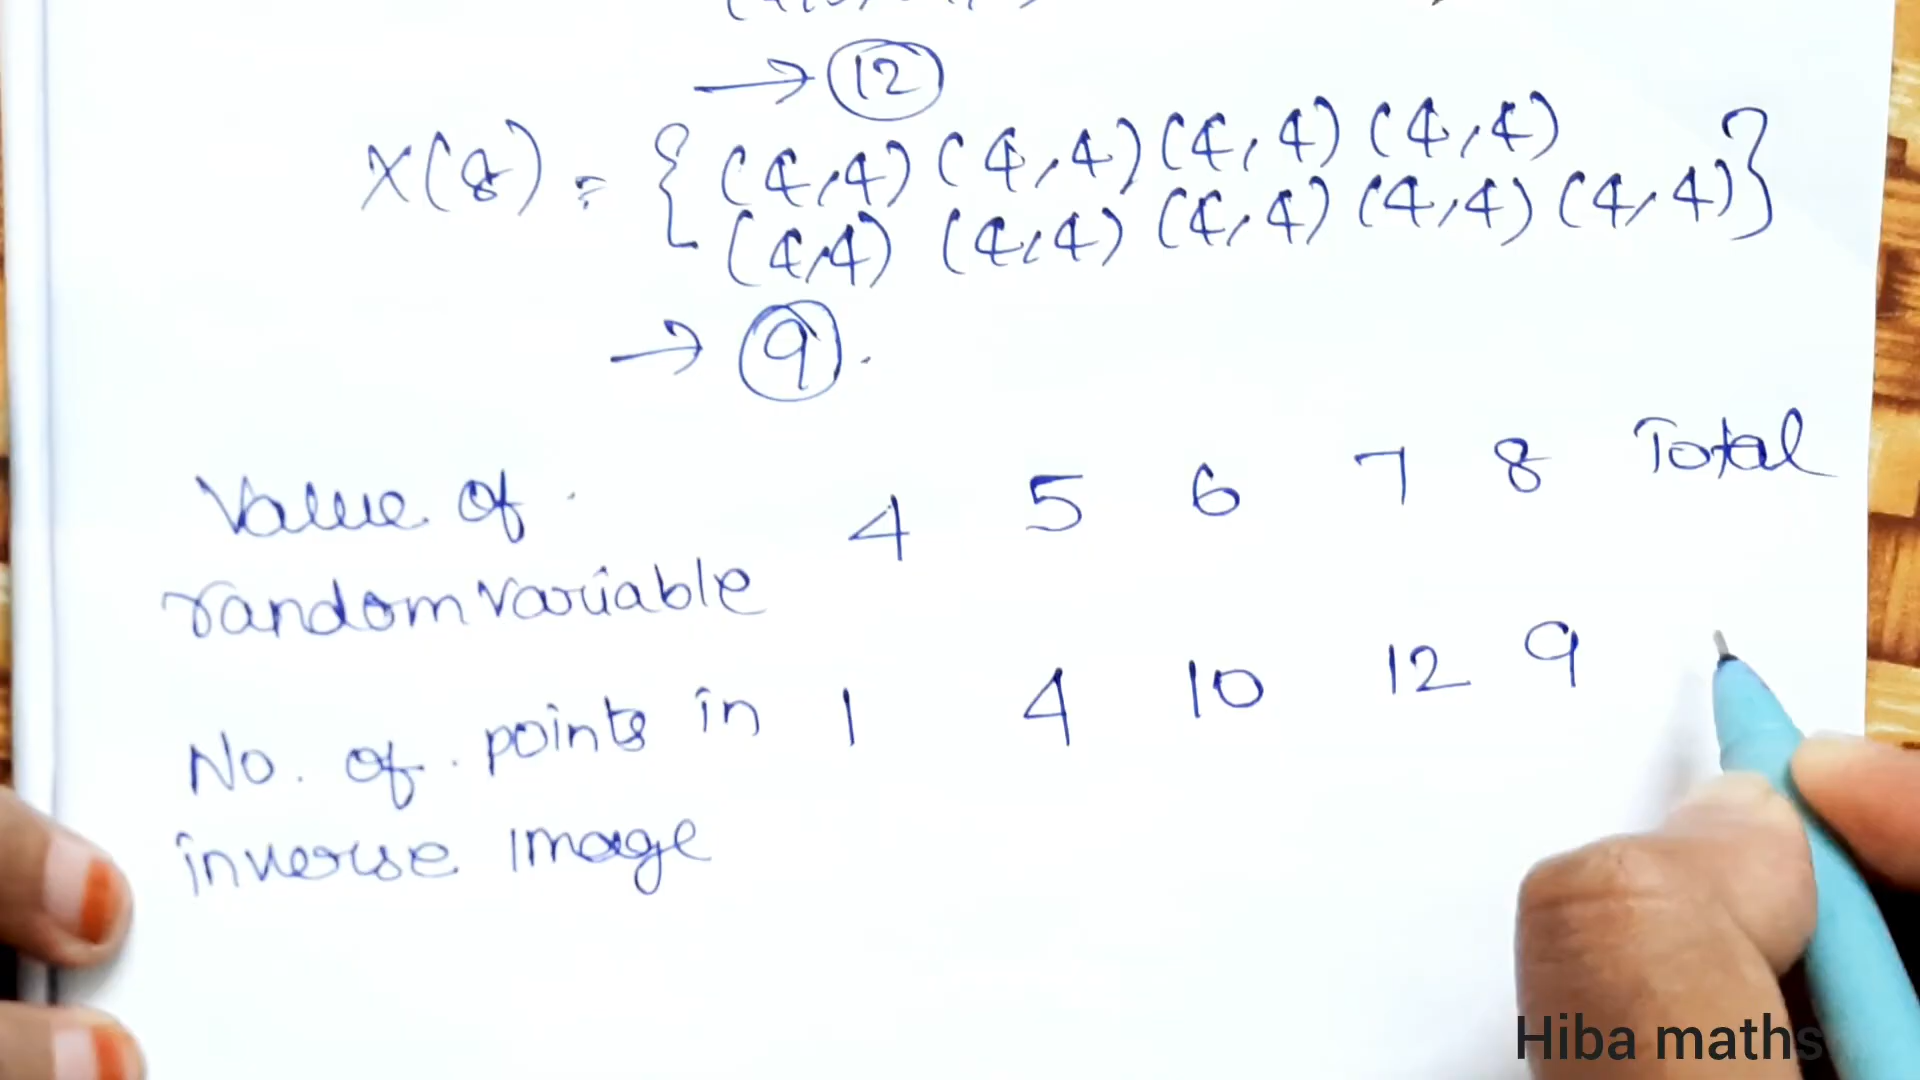 → 12
X(8) = {(4,4) (4,4) (4,4) (4,4)
(4,4) (4,4) (4,4) (4,4) (4,4)}
→ 9.
Value of 4 5 6 7 8 Total
random variable
No. of points in 1 4 10 12 9
inverse image
Hiba maths